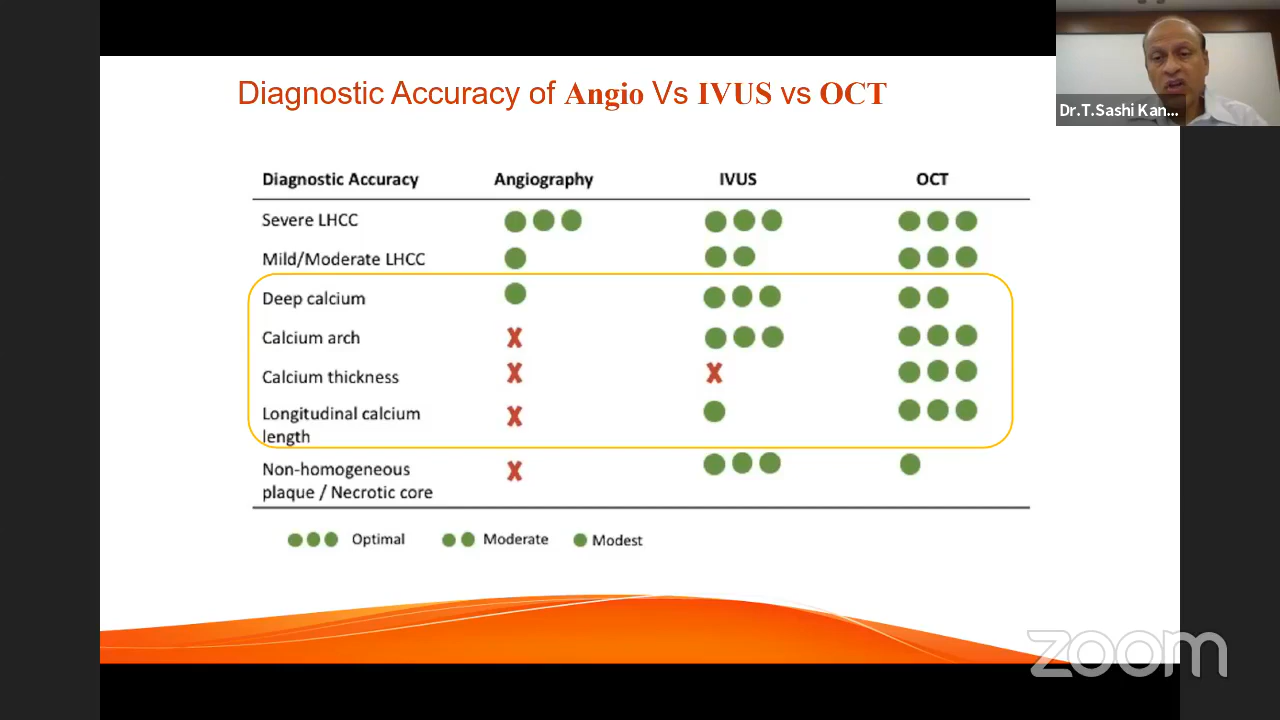 Diagnostic Accuracy of Angio Vs IVUS vs OCT
Dr.T.Sashi Kan...
Diagnostic Accuracy Angiography IVUS OCT
Severe LHCC
Mild/Moderate LHCC
Deep calcium
Calcium arch X
Calcium thickness X X
Longitudinal calcium
length X
Non-homogeneous
plaque / Necrotic core X
Optimal Moderate Modest
zoom